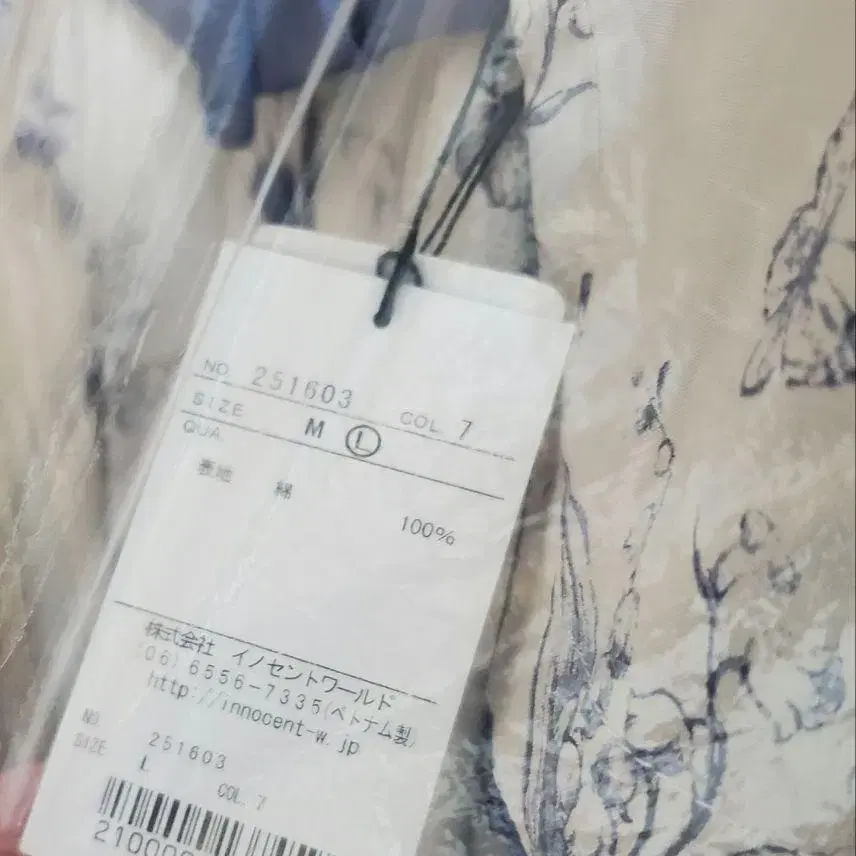 NO. 251603 COL. 7
SIZE M Ⓛ
QUA.
表地 綿
100%
株式会社 イノセントワールド
(06) 6556-7335(ベトナム製)
http://innocent-w.jp
NO. 251603 COL. 7
SIZE L